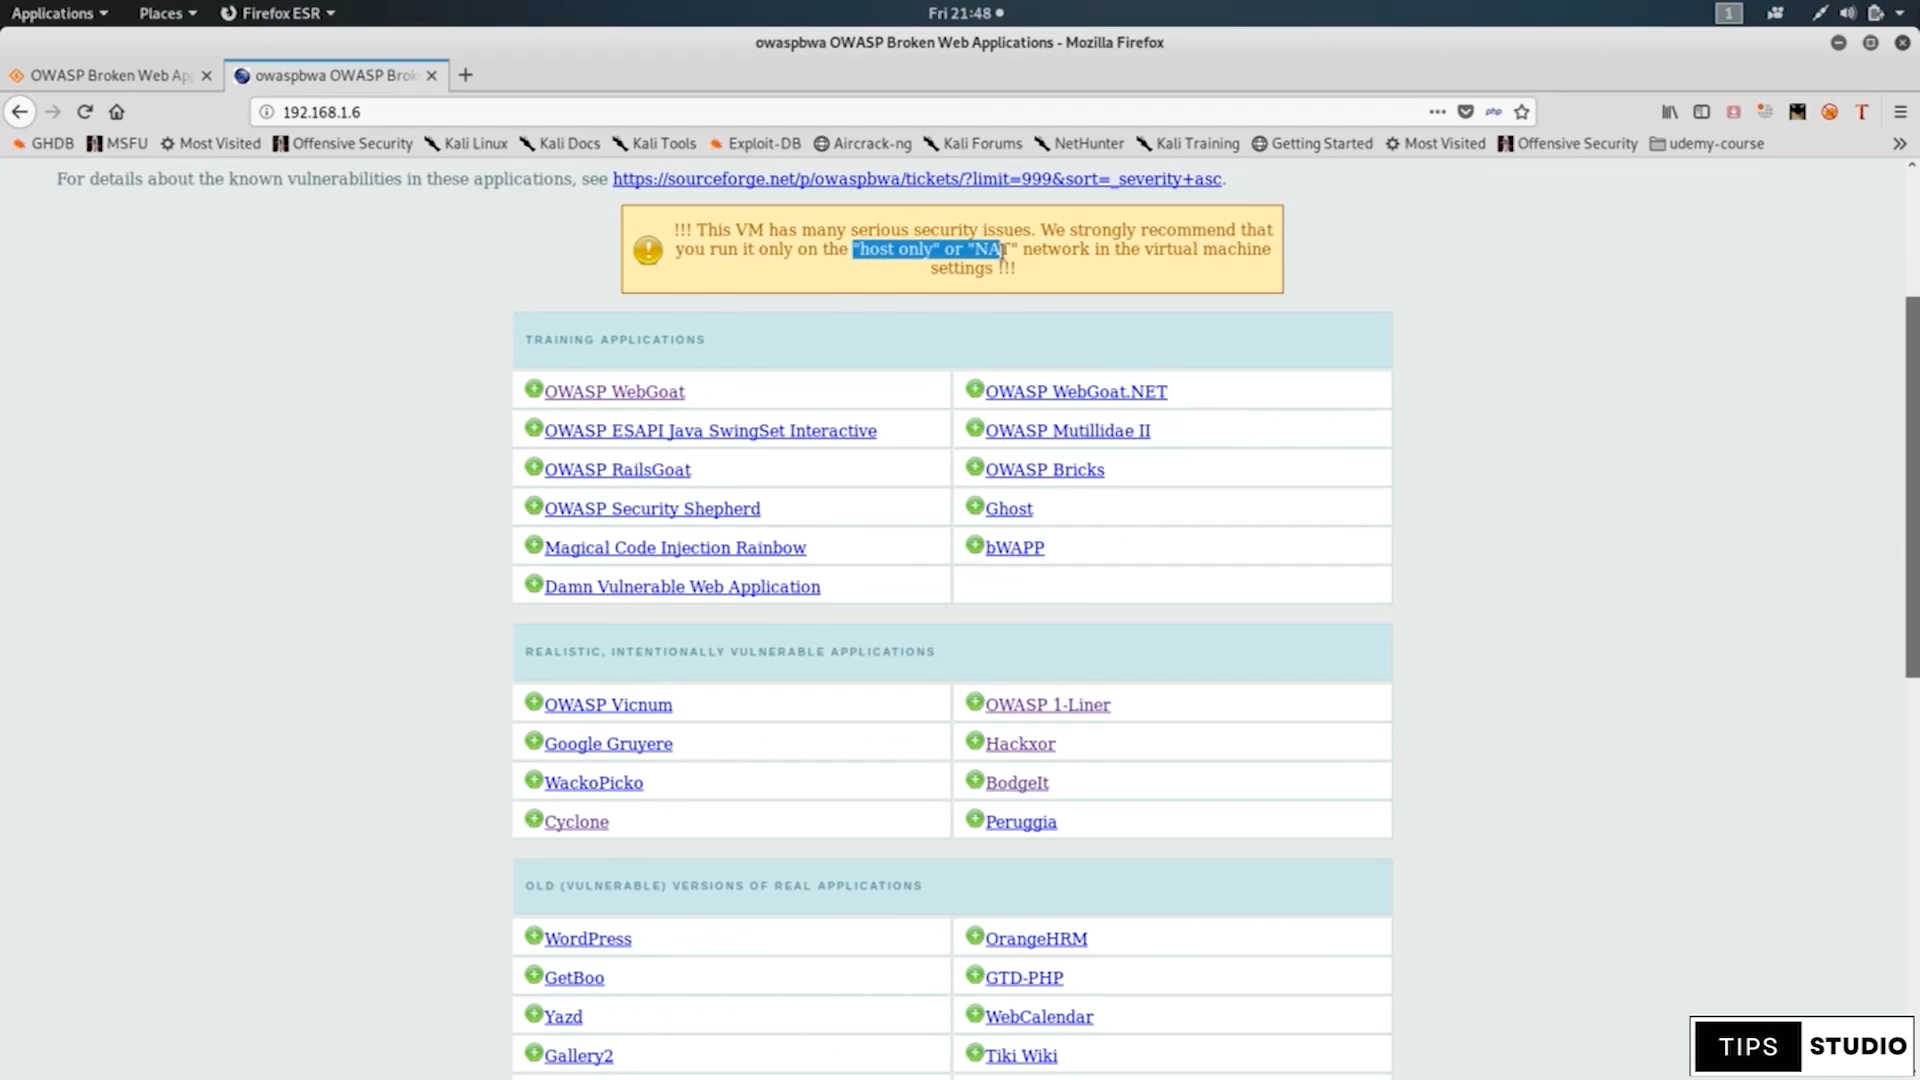 Applications Places Firefox ESR Fri 21:48 1
owaspbwa OWASP Broken Web Applications - Mozilla Firefox
OWASP Broken Web Ap owaspbwa OWASP Brok
192.168.1.6 php T
GHDB MSFU Most Visited Offensive Security Kali Linux Kali Docs Kali Tools Exploit-DB Aircrack-ng Kali Forums NetHunter Kali Training Getting Started Most Visited Offensive Security udemy-course
For details about the known vulnerabilities in these applications, see https://sourceforge.net/p/owaspbwa/tickets/?limit=999&sort=_severity+asc.
!!! This VM has many serious security issues. We strongly recommend that
you run it only on the "host only" or "NAT" network in the virtual machine
settings !!!
TRAINING APPLICATIONS
OWASP WebGoat OWASP WebGoat.NET
OWASP ESAPI Java SwingSet Interactive OWASP Mutillidae II
OWASP RailsGoat OWASP Bricks
OWASP Security Shepherd Ghost
Magical Code Injection Rainbow bWAPP
Damn Vulnerable Web Application
REALISTIC, INTENTIONALLY VULNERABLE APPLICATIONS
OWASP Vicnum OWASP 1-Liner
Google Gruyere Hackxor
WackoPicko BodgeIt
Cyclone Peruggia
OLD (VULNERABLE) VERSIONS OF REAL APPLICATIONS
WordPress OrangeHRM
GetBoo GTD-PHP
Yazd WebCalendar
Gallery2 Tiki Wiki
TIPS STUDIO